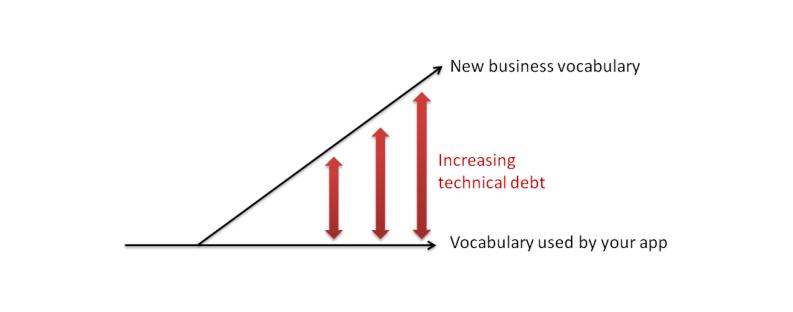 New business vocabulary
Increasing
technical debt
Vocabulary used by your app